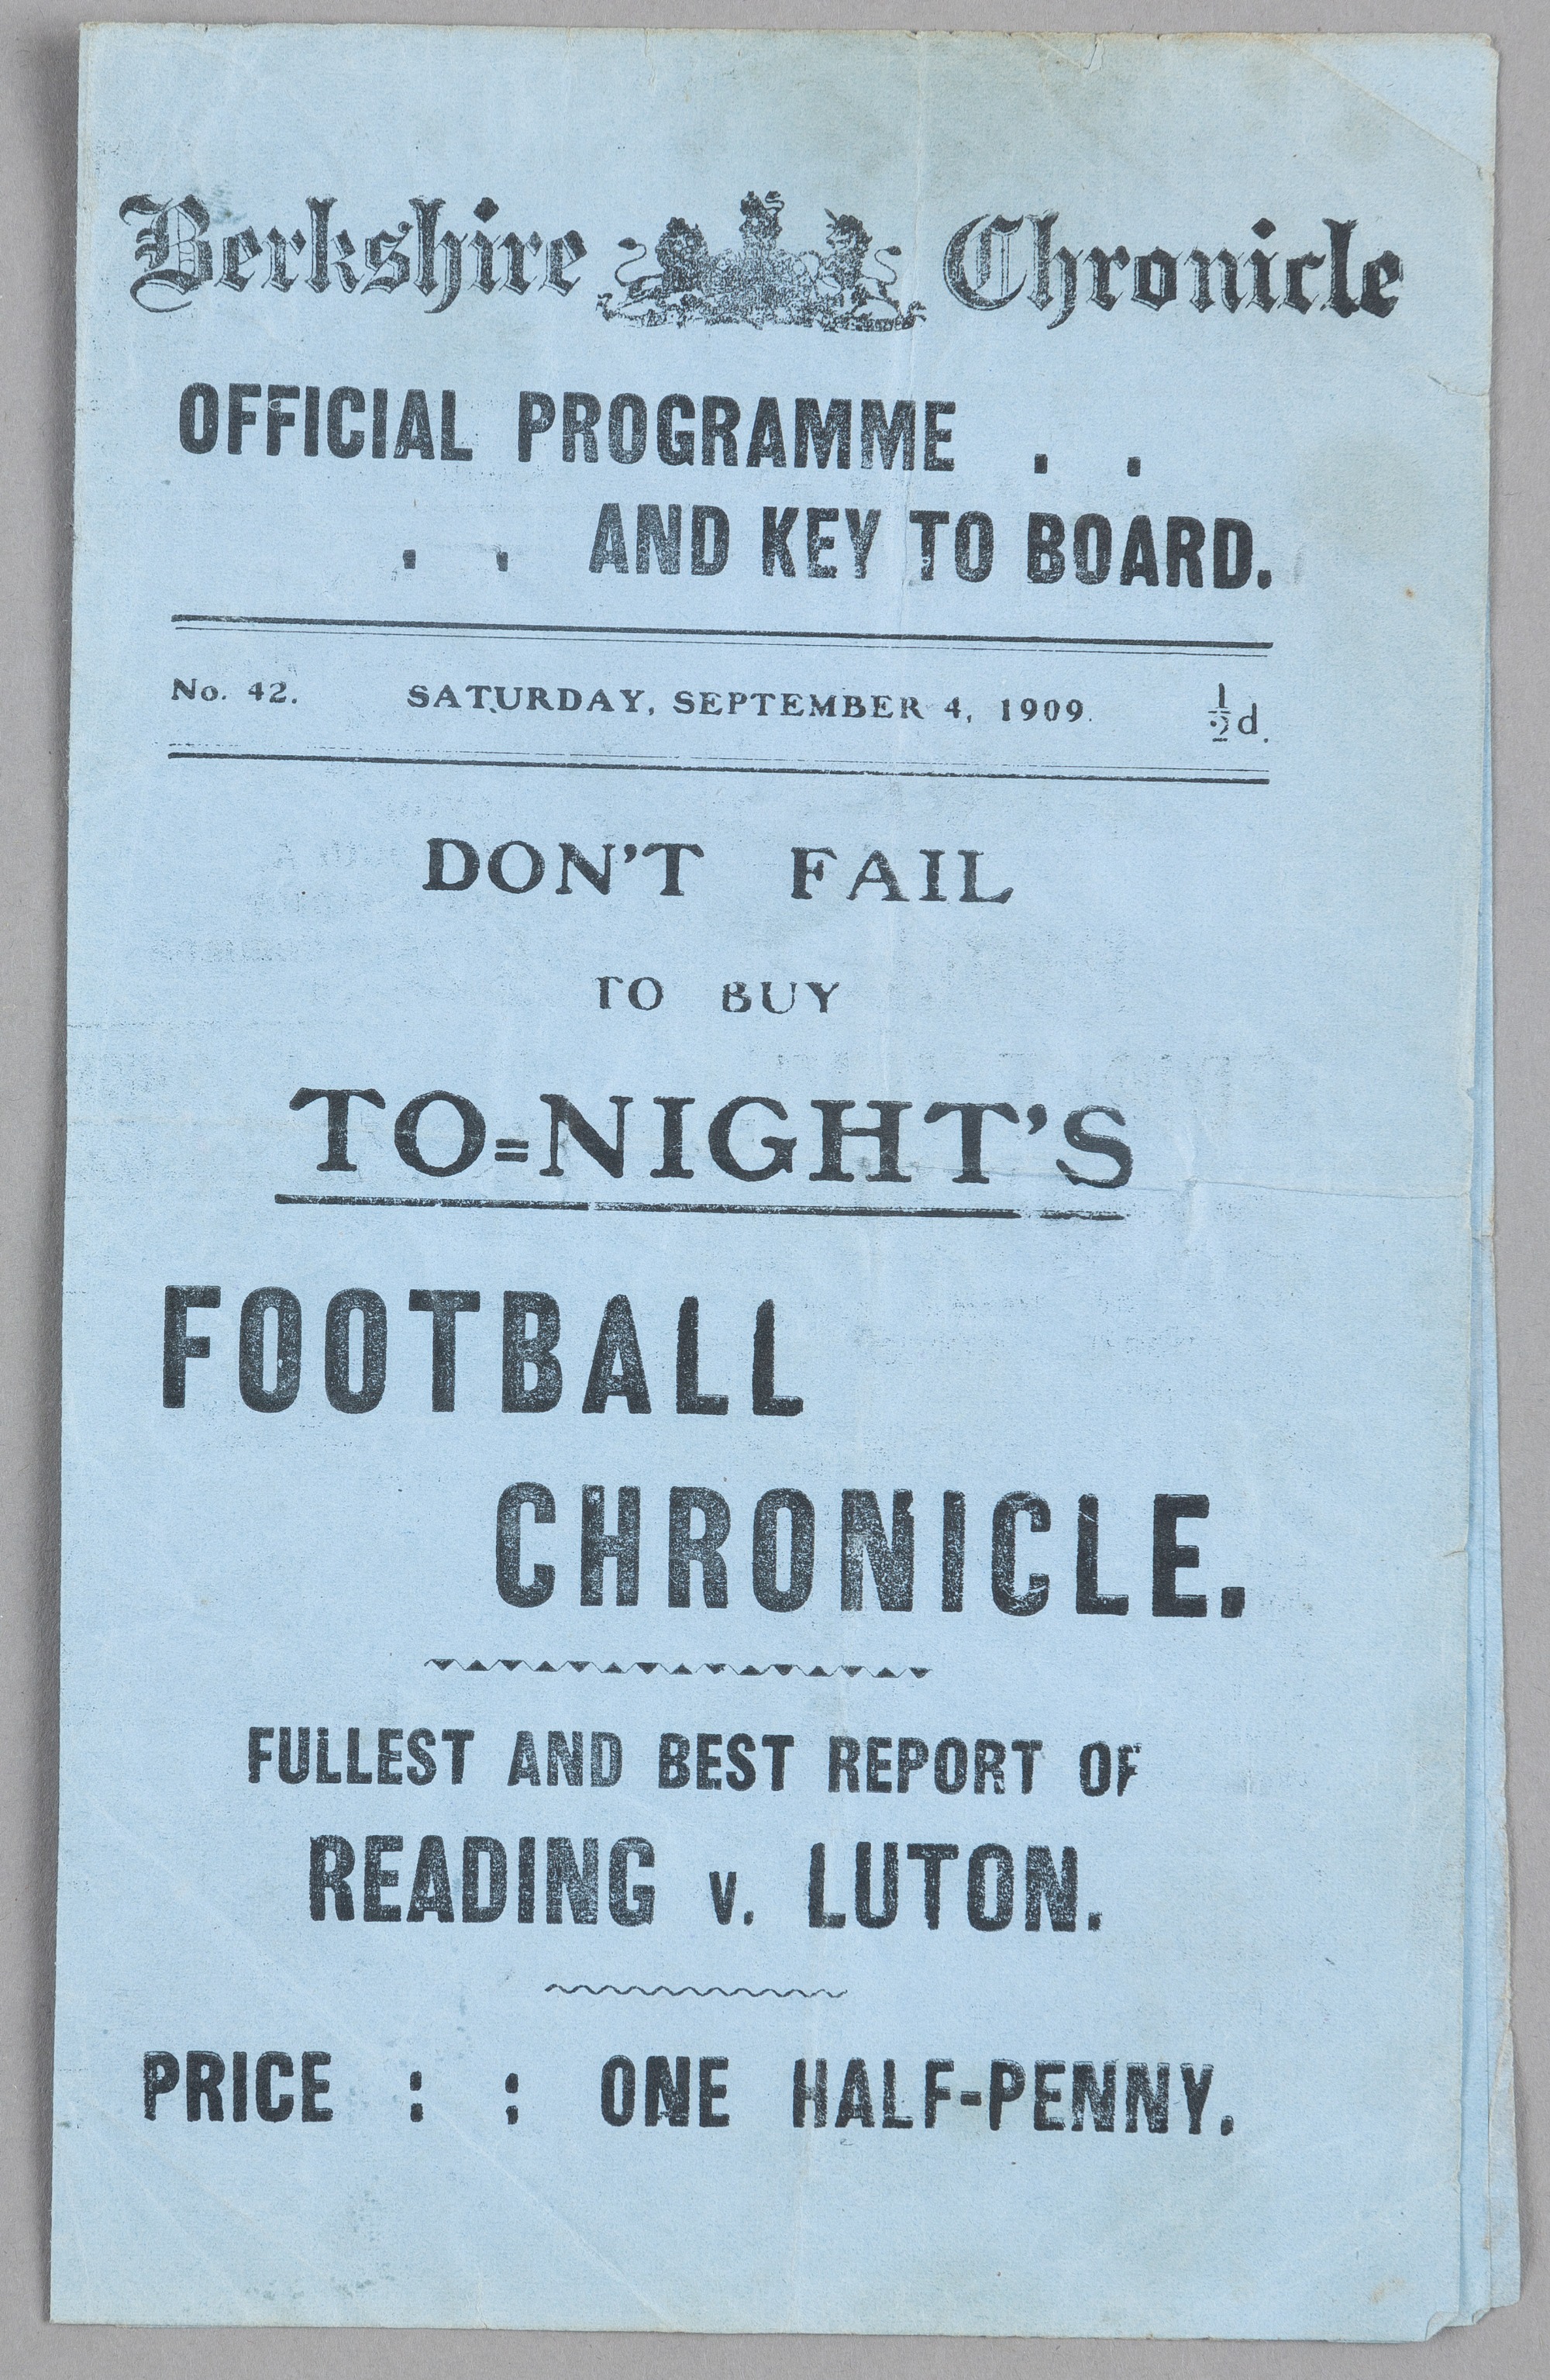 Berkshire Chronicle
OFFICIAL PROGRAMME . .
. . AND KEY TO BOARD.
No. 42. SATURDAY, SEPTEMBER 4, 1909. ½d.
DON'T FAIL
TO BUY
TO=NIGHT'S
FOOTBALL
CHRONICLE.
FULLEST AND BEST REPORT OF
READING v. LUTON.
PRICE : : ONE HALF-PENNY.